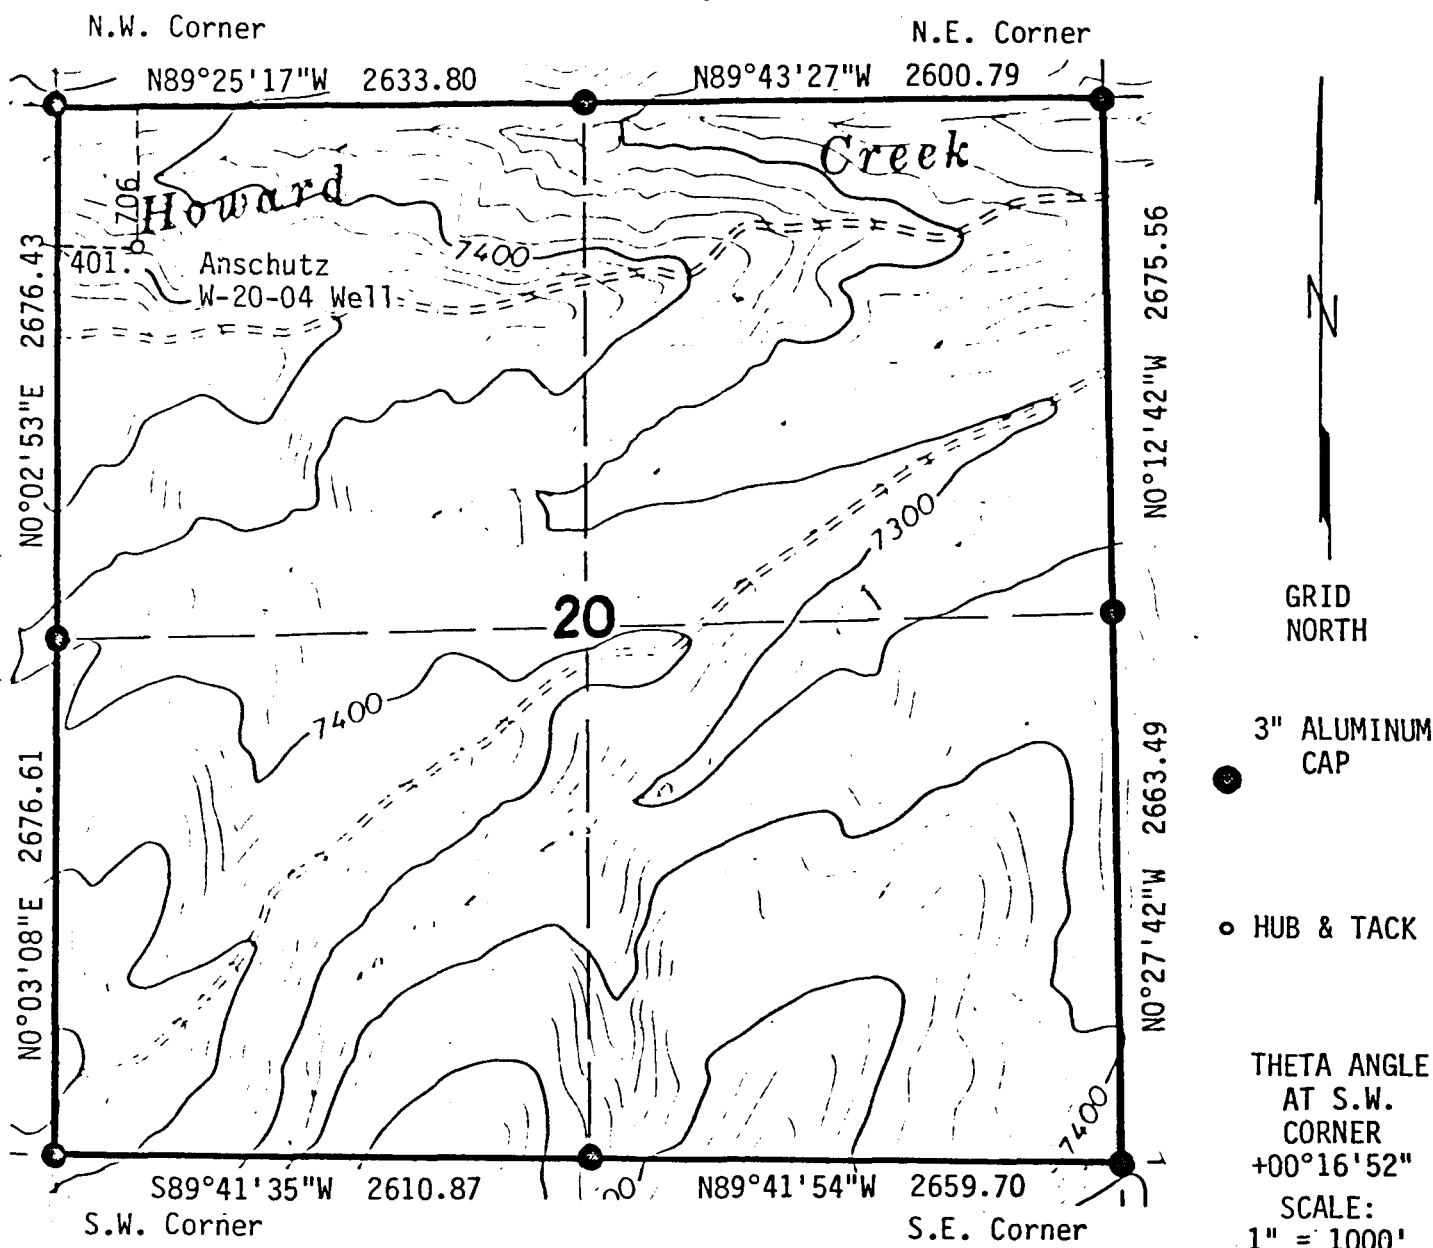 N.W. Corner
N.E. Corner
N89°25'17"W 2633.80
N89°43'27"W 2600.79
Howard
Creek
706
401.
Anschutz
W-20-04 Well
7400
2676.43
N0°02'53"E
2675.56
N0°12'42"W
7300
20
GRID
NORTH
N
7400
3" ALUMINUM
CAP
2676.61
N0°03'08"E
2663.49
N0°27'42"W
HUB & TACK
THETA ANGLE
AT S.W.
CORNER
+00°16'52"
7400
SCALE:
1" = 1000'
S89°41'35"W 2610.87
N89°41'54"W 2659.70
S.W. Corner
S.E. Corner